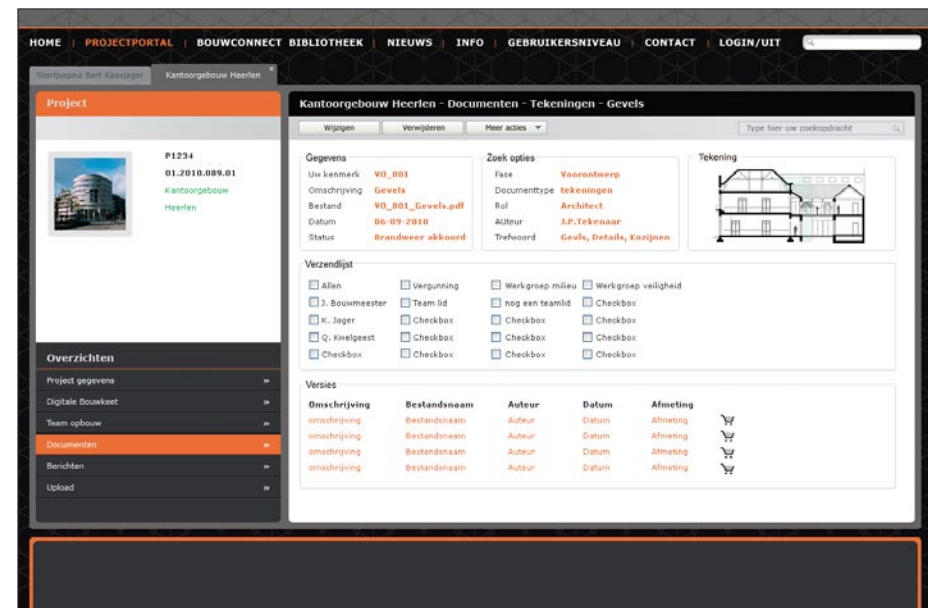 HOME | PROJECTPORTAL | BOUWCONNECT BIBLIOTHEEK | NIEUWS | INFO | GEBRUIKERSNIVEAU | CONTACT | LOGIN/UIT
Startpagina Bert Kaasjager Kantoorgebouw Heerlen x
Project
P1234
01.2010.089.01
Kantoorgebouw
Heerlen
Overzichten
Project gegevens »
Digitale Bouwkeet »
Team opbouw »
Documenten »
Berichten »
Upload »
Kantoorgebouw Heerlen - Documenten - Tekeningen - Gevels
Wijzigen Verwijderen Meer acties Type hier uw zoekopdracht
Gegevens
Uw kenmerk VO_001
Omschrijving Gevels
Bestand VO_001_Gevels.pdf
Datum 06-09-2010
Status Brandweer akkoord
Zoek opties
Fase Voorontwerp
Documenttype tekeningen
Rol Architect
AUteur J.P.Tekenaar
Trefwoord Gevls, Details, Kozijnen
Tekening
Verzendlijst
Allen Vergunning Werkgroep milieu Werkgroep veiligheid
J. Bouwmeester Team lid nog een teamlid Checkbox
K. Jager Checkbox Checkbox Checkbox
Q. Kwelgeest Checkbox Checkbox Checkbox
Checkbox Checkbox Checkbox Checkbox
Versies
Omschrijving Bestandsnaam Auteur Datum Afmeting
omschrijving Bestandsnaam Auteur Datum Afmeting
omschrijving Bestandsnaam Auteur Datum Afmeting
omschrijving Bestandsnaam Auteur Datum Afmeting
omschrijving Bestandsnaam Auteur Datum Afmeting